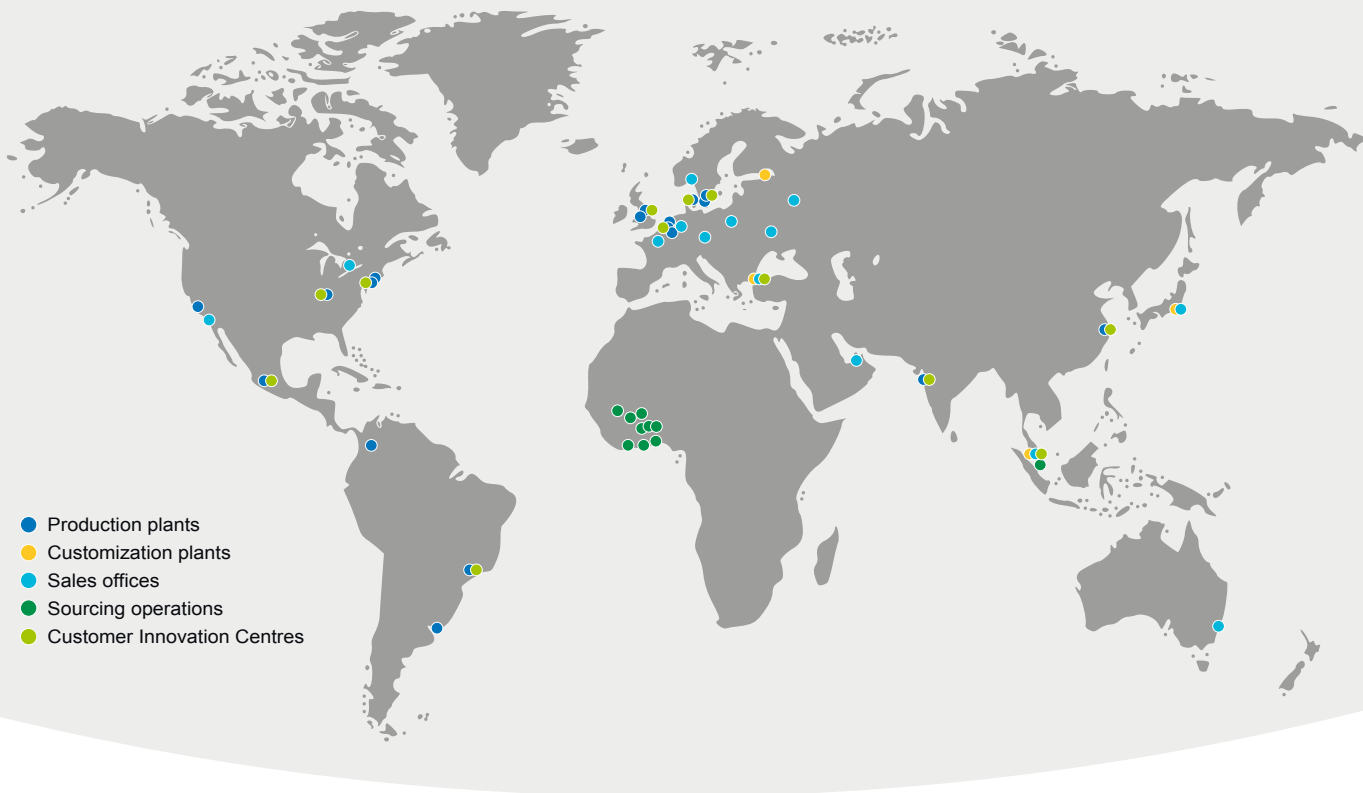 Production plants
Customization plants
Sales offices
Sourcing operations
Customer Innovation Centres